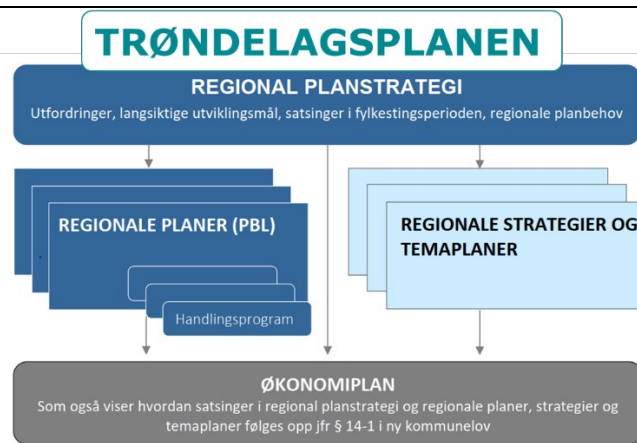 TRØNDELAGSPLANEN
REGIONAL PLANSTRATEGI
Utfordringer, langsiktige utviklingsmål, satsinger i fylkestingsperioden, regionale planbehov
REGIONALE PLANER (PBL)
Handlingsprogram
REGIONALE STRATEGIER OG
TEMAPLANER
ØKONOMIPLAN
Som også viser hvordan satsinger i regional planstrategi og regionale planer, strategier og
temaplaner følges opp jfr § 14-1 i ny kommunelov